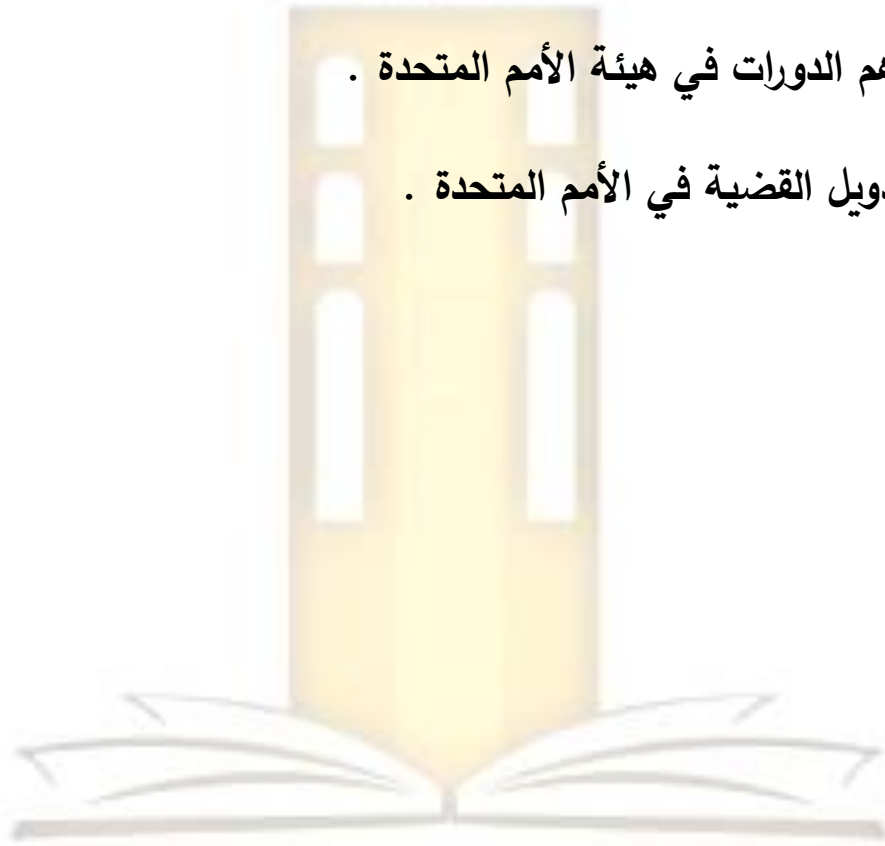 الدورات في هيئة الأمم المتحدة .
القضية في الأمم المتحدة .